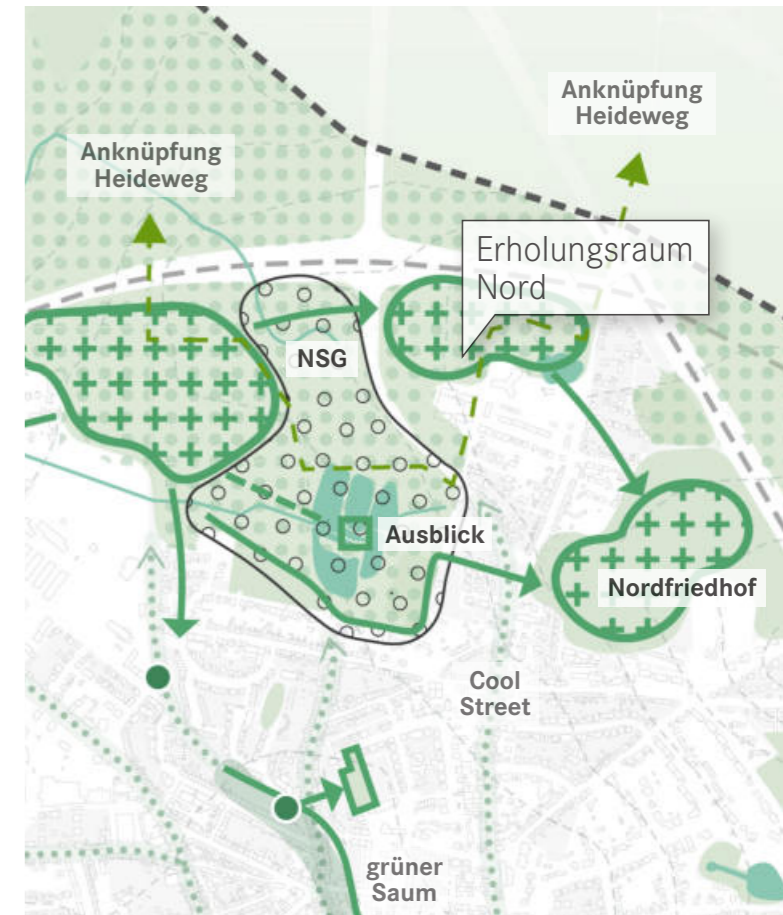 Anknüpfung
Heideweg
Anknüpfung
Heideweg
Erholungsraum
Nord
NSG
Ausblick
Nordfriedhof
Cool
Street
grüner
Saum